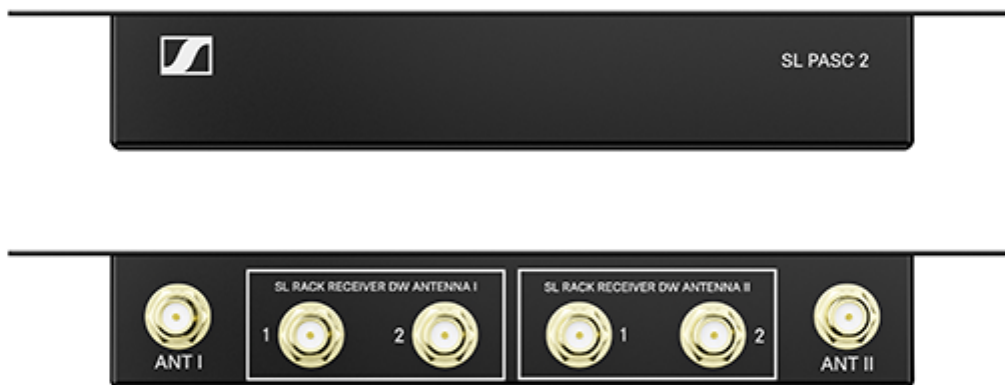 SL PASC 2
SL RACK RECEIVER DW ANTENNA I
SL RACK RECEIVER DW ANTENNA II
1
2
1
2
ANT I
ANT II